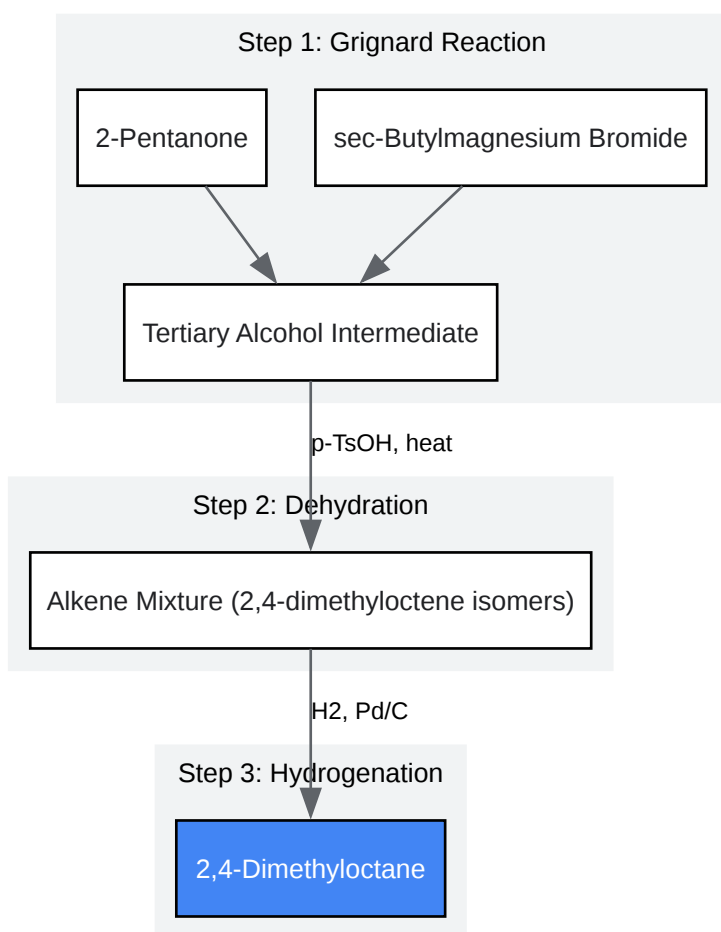 Step 1: Grignard Reaction
2-Pentanone
sec-Butylmagnesium Bromide
Tertiary Alcohol Intermediate
p-TsOH, heat
Step 2: Dehydration
Alkene Mixture (2,4-dimethyloctene isomers)
H2, Pd/C
Step 3: Hydrogenation
2,4-Dimethyloctane